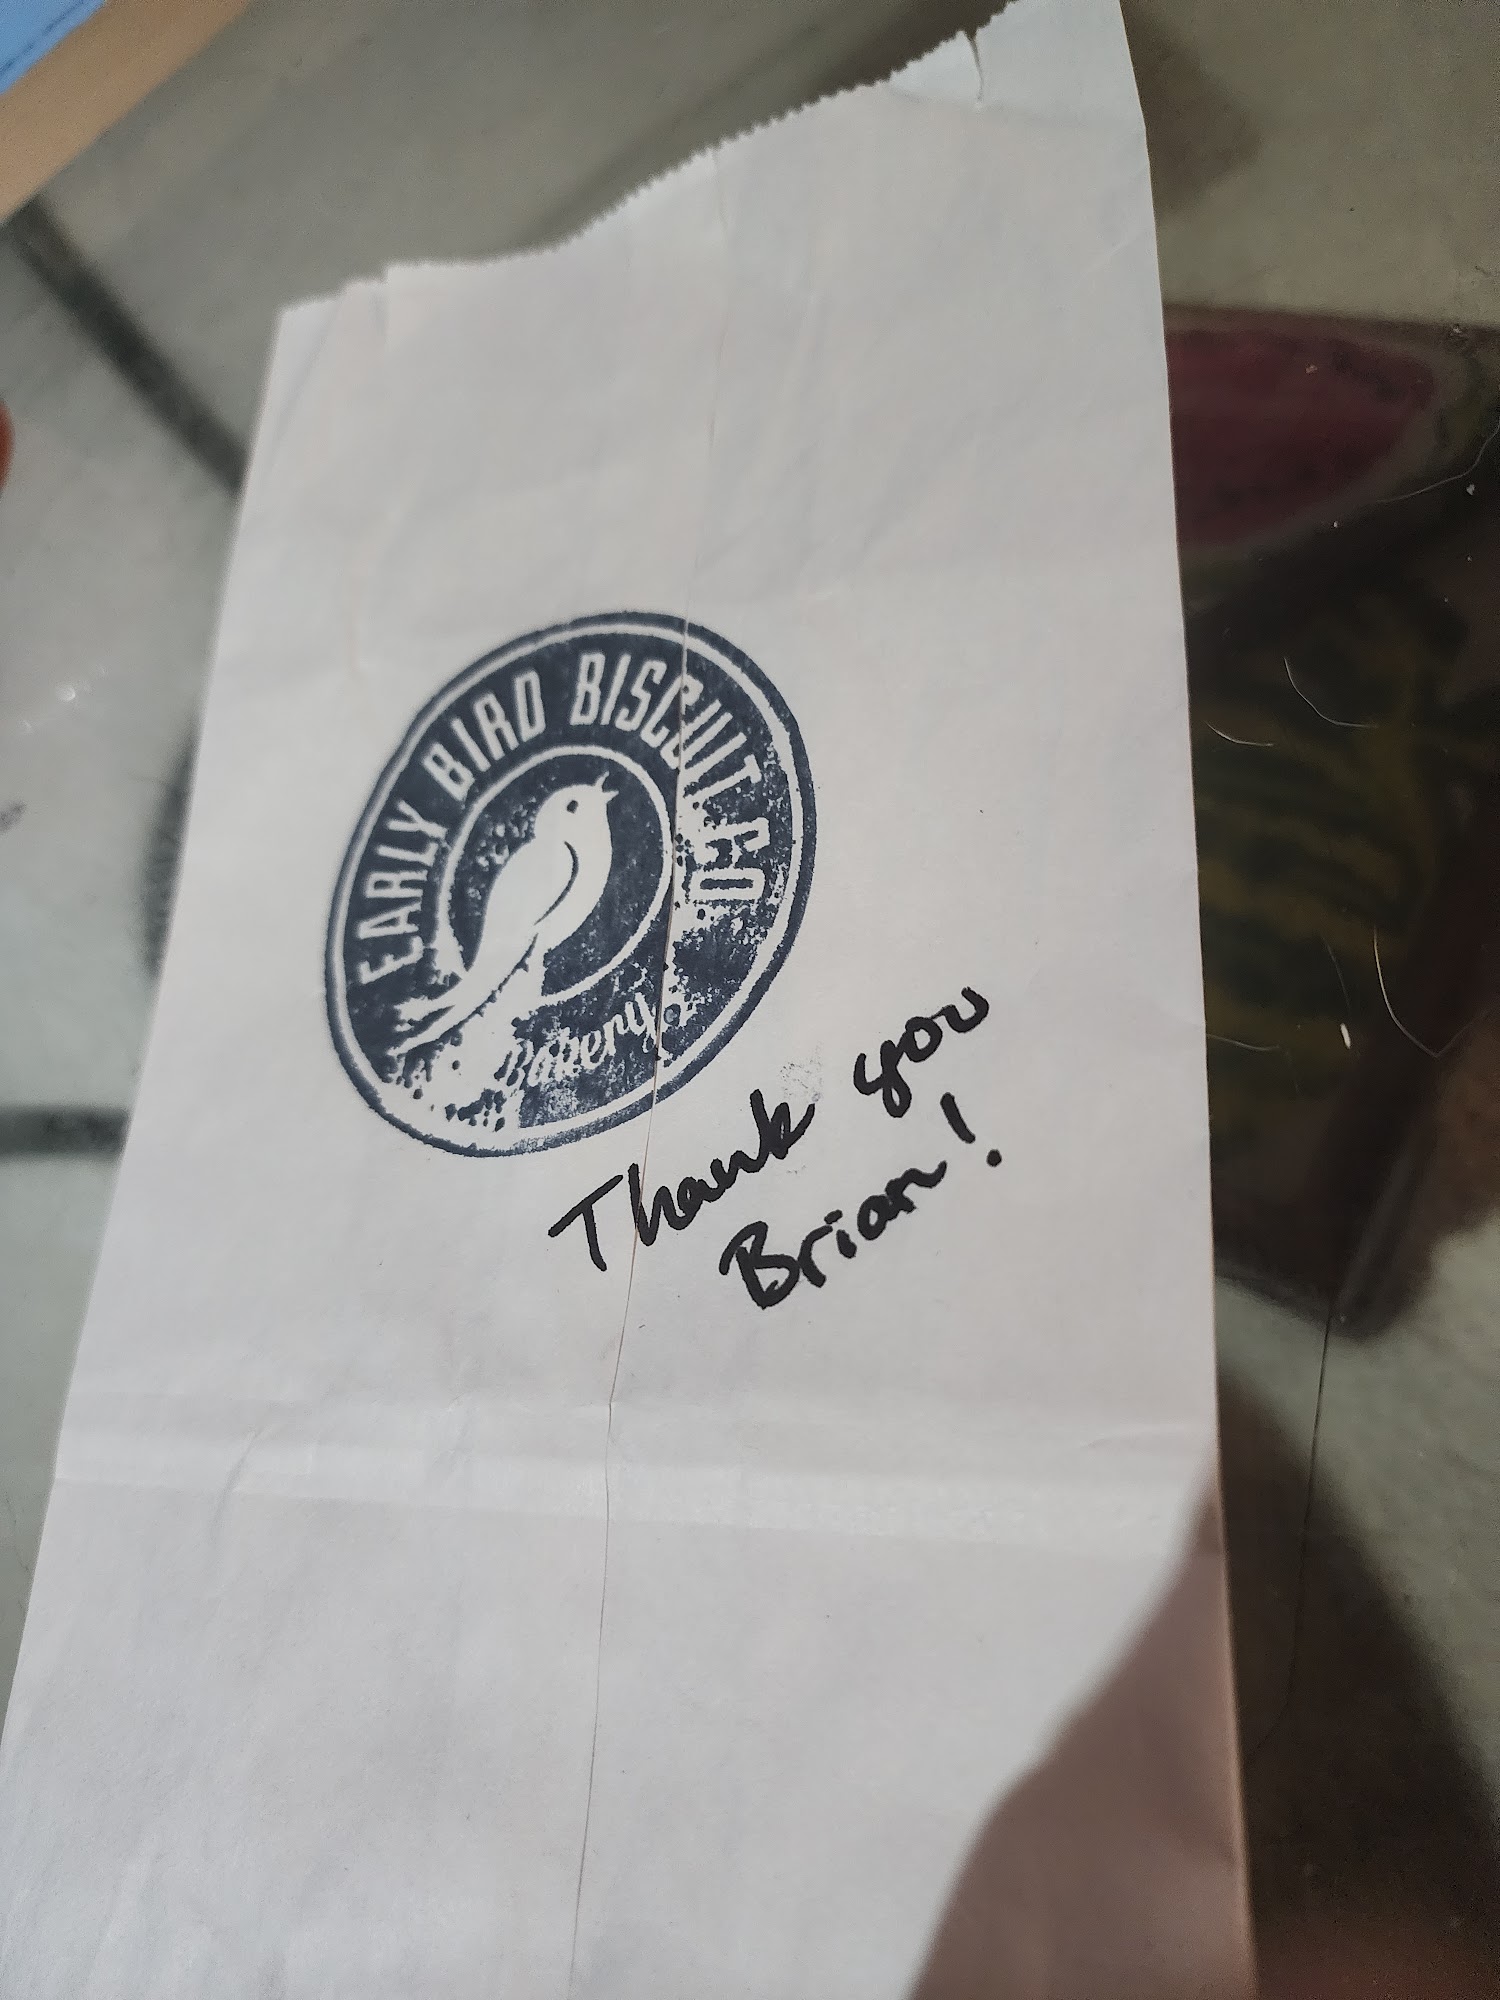 EARLY BIRD BISCUIT CO
Bakery
Thank you
Brian!